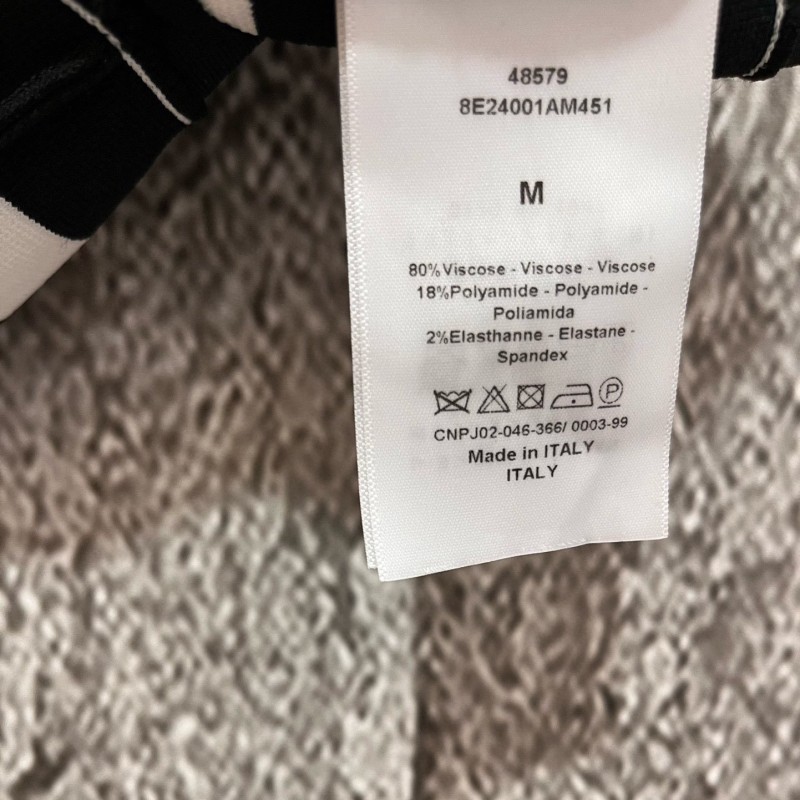 48579
8E24001AM451
M
80%Viscose - Viscose - Viscose
18%Polyamide - Polyamide -
Poliamida
2%Elasthanne - Elastane -
Spandex
P
CNPJ02-046-366/ 0003-99
Made in ITALY
ITALY